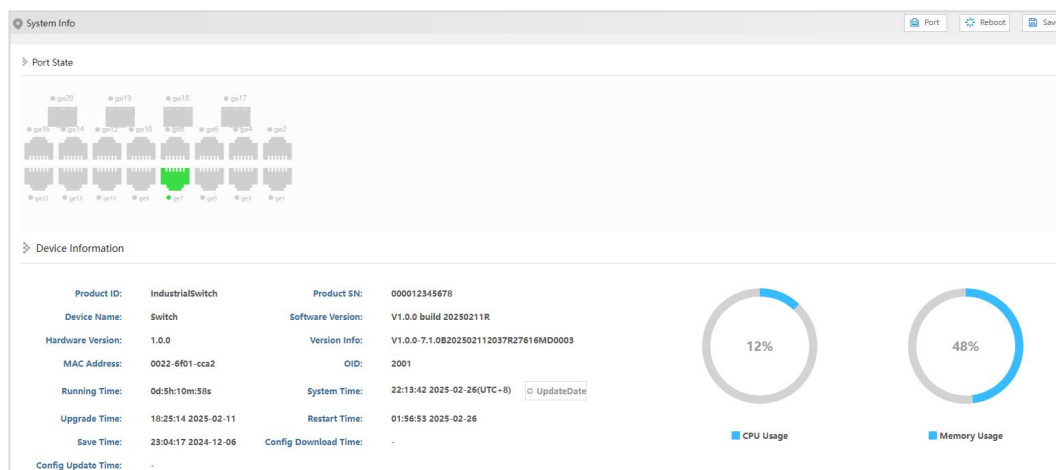 System Info
Port
Reboot
Save
Port State
ge20 ge19 ge18 ge17
ge16 ge14 ge12 ge10 ge8 ge6 ge4 ge2
ge15 ge13 ge11 ge9 ge7 ge5 ge3 ge1
Device Information
Product ID: IndustrialSwitch Product SN: 000012345678
Device Name: Switch Software Version: V1.0.0 build 20250211R
Hardware Version: 1.0.0 Version Info: V1.0.0-7.1.0B202502112037R27616MD0003
MAC Address: 0022-6f01-cca2 OID: 2001
Running Time: 0d:5h:10m:58s System Time: 22:13:42 2025-02-26(UTC+8) UpdateDate
Upgrade Time: 18:25:14 2025-02-11 Restart Time: 01:56:53 2025-02-26
Save Time: 23:04:17 2024-12-06 Config Download Time: -
Config Update Time: -
12%
48%
CPU Usage
Memory Usage